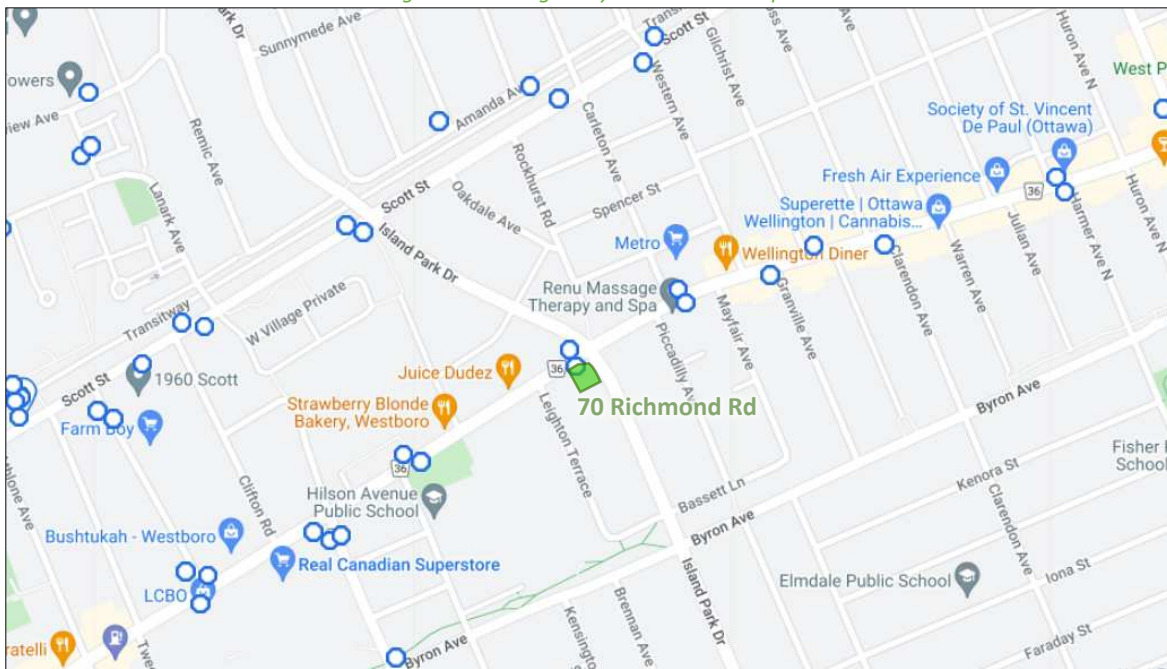 Sunnymede Ave
Park Dr
Scott St
Gilchrist Ave
Western Ave
Huron Ave N
West P
owers
view Ave
Remic Ave
Amanda Ave
Carleton Ave
Society of St. Vincent
De Paul (Ottawa)
Rockhurst Rd
Lanark Ave
Scott St
Oakdale Ave
Spencer St
Fresh Air Experience
36
Superette | Ottawa
Wellington | Cannabis...
Island Park Dr
Metro
Wellington Diner
Julian Ave
Harmer Ave N
Huron Ave N
Warren Ave
Clarendon Ave
Renu Massage
Therapy and Spa
Granville Ave
Mayfair Ave
Transitway
W Village Private
Piccadilly Ave
36
Juice Dudez
1960 Scott
Scott St
70 Richmond Rd
Strawberry Blonde
Bakery, Westboro
Leighton Terrace
Byron Ave
Farm Boy
36
Fisher
School
Kenora St
Clifton Rd
Hilson Avenue
Public School
Bassett Ln
Clarendon Ave
Bushtukah - Westboro
Byron Ave
Real Canadian Superstore
Island Park Dr
Elmdale Public School
Iona St
LCBO
Brennan Ave
Kensing
Faraday St
ratelli
Byron Ave